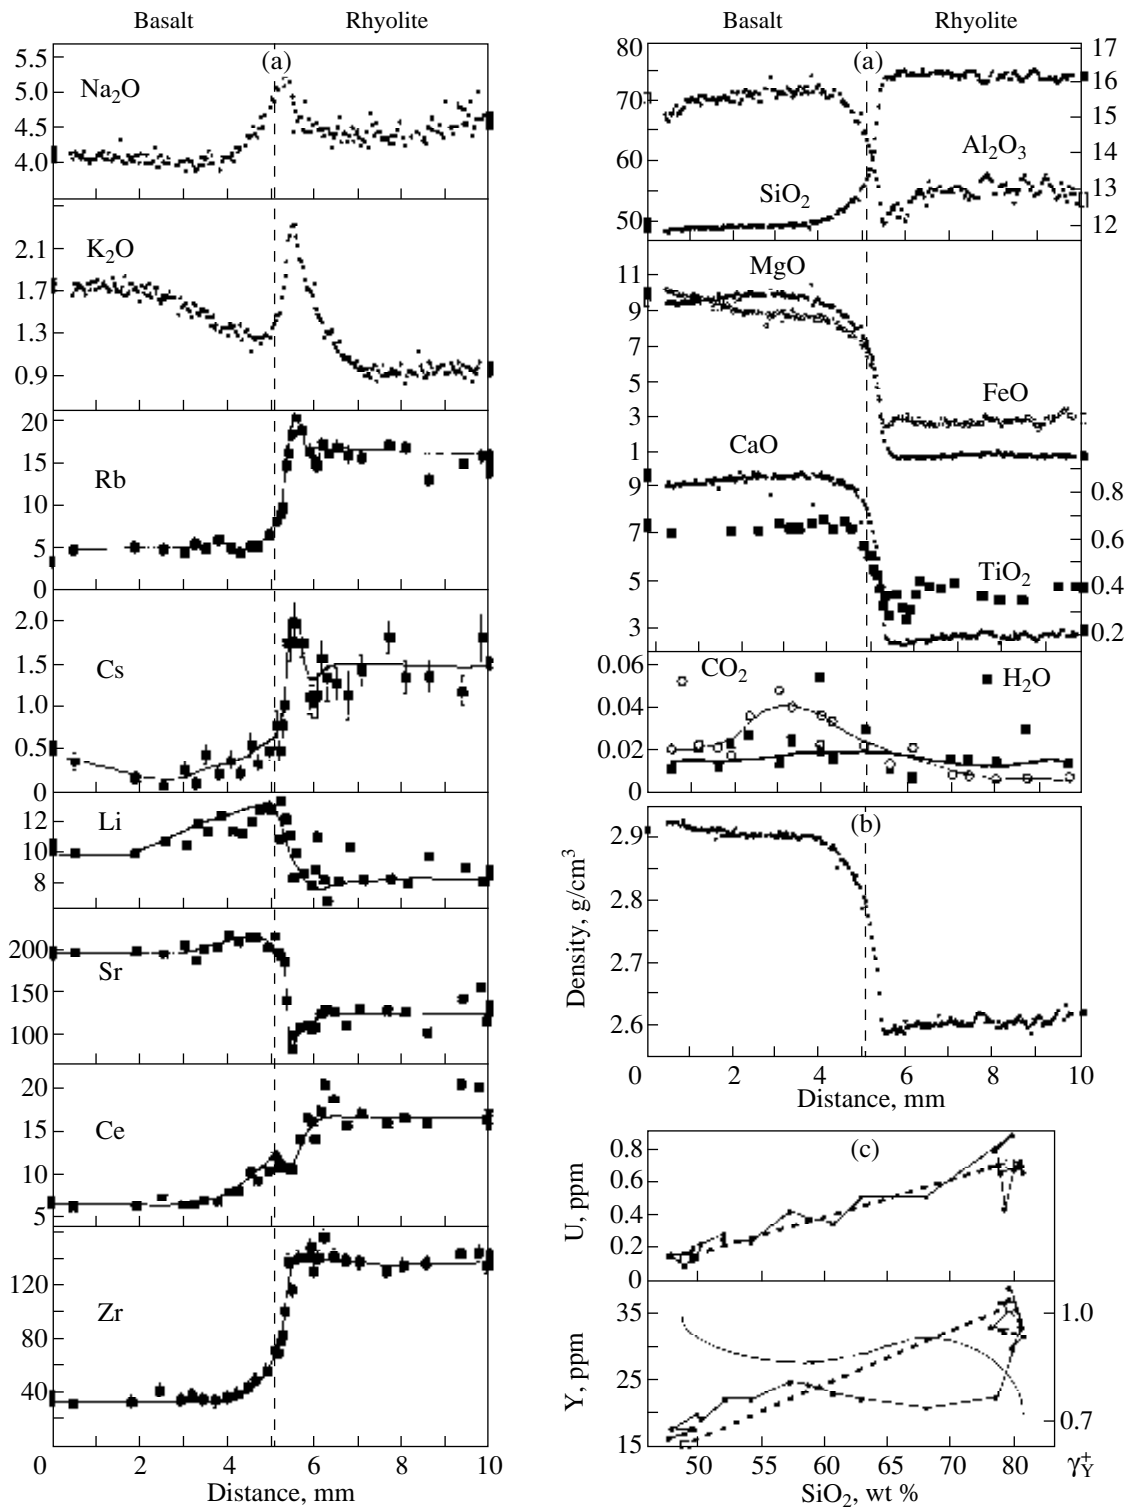 Basalt Rhyolite
(a)
5.5
Na2O
5.0
4.5
4.0
K2O
2.1
1.7
1.3
0.9
20
15
Rb
10
5
0
2.0
1.5
Cs
1.0
0.5
0
12
Li
10
8
200
Sr
150
100
20
Ce
15
10
5
120
Zr
80
40
0 2 4 6 8 10
Distance, mm
Basalt Rhyolite
(a)
80 17
70 16
15
60 Al2O3 14
SiO2 13
50 12
MgO
11
9
7
5
FeO
3
1
CaO
9 0.8
7 0.6
TiO2
5 0.4
3 0.2
0.06 CO2 H2O
0.04
0.02
0
(b)
2.9
2.8
2.7
2.6
Density, g/cm3
0 2 4 6 8 10
Distance, mm
(c)
0.8
0.6
0.4
0.2
0
U, ppm
35 1.0
25
15 0.7
Y, ppm
γY+
50 55 60 65 70 75 80
SiO2, wt %